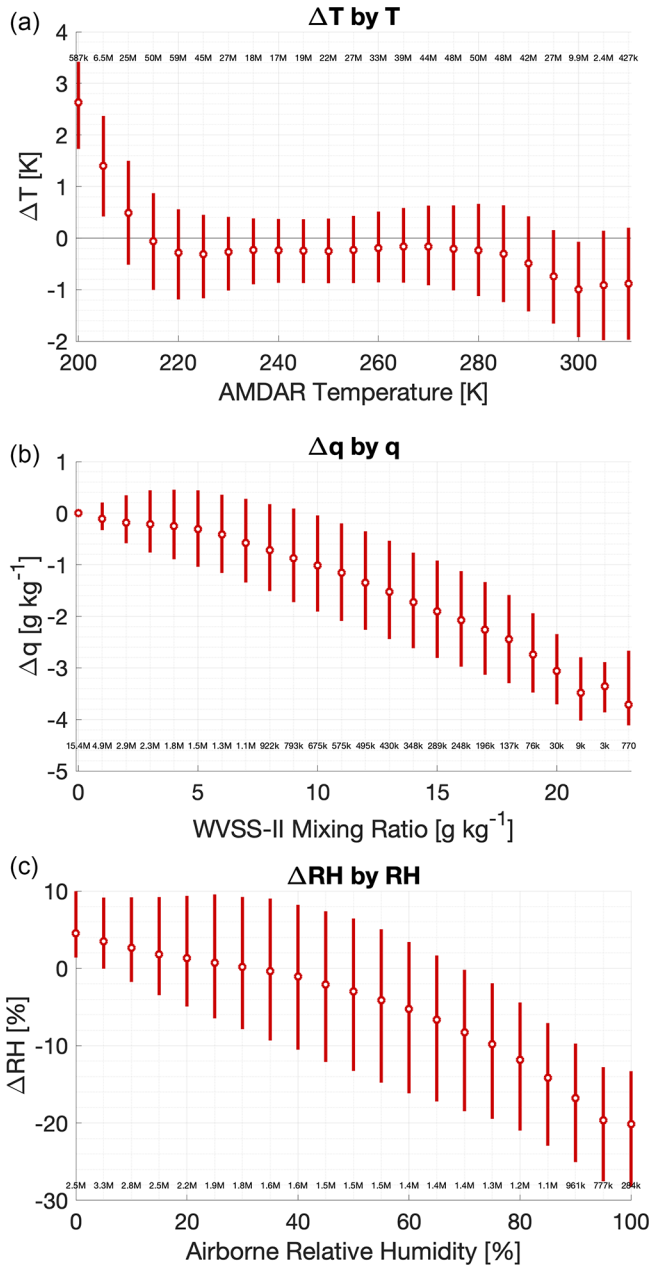 (a)
ΔT by T
4
587k 6.5M 25M 50M 59M 45M 27M 18M 17M 19M 22M 27M 33M 39M 44M 48M 50M 48M 42M 27M 9.9M 2.4M 427k
3
2
1
0
-1
-2
ΔT [K]
200 220 240 260 280 300
AMDAR Temperature [K]
(b)
Δq by q
1
0
-1
-2
-3
-4
Δq [g kg⁻¹]
15.4M 4.9M 2.9M 2.3M 1.8M 1.5M 1.3M 1.1M 922k 793k 675k 575k 495k 430k 348k 289k 248k 196k 137k 76k 30k 9k 3k 770
-5
0 5 10 15 20
WVSS-II Mixing Ratio [g kg⁻¹]
(c)
ΔRH by RH
10
0
-10
-20
ΔRH [%]
2.5M 3.3M 2.8M 2.5M 2.2M 1.9M 1.8M 1.6M 1.6M 1.5M 1.5M 1.5M 1.4M 1.4M 1.4M 1.3M 1.2M 1.1M 961k 777k 284k
-30
0 20 40 60 80 100
Airborne Relative Humidity [%]